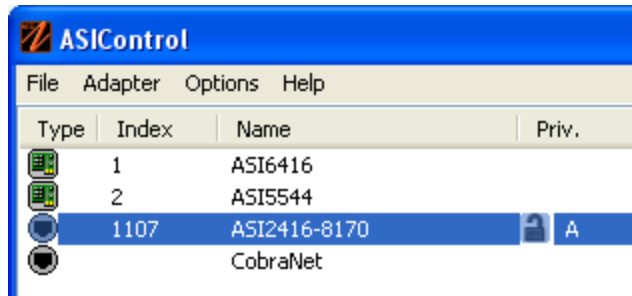 ASIControl
File Adapter Options Help
Type Index Name Priv.
1 ASI6416
2 ASI5544
1107 ASI2416-8170 A
CobraNet